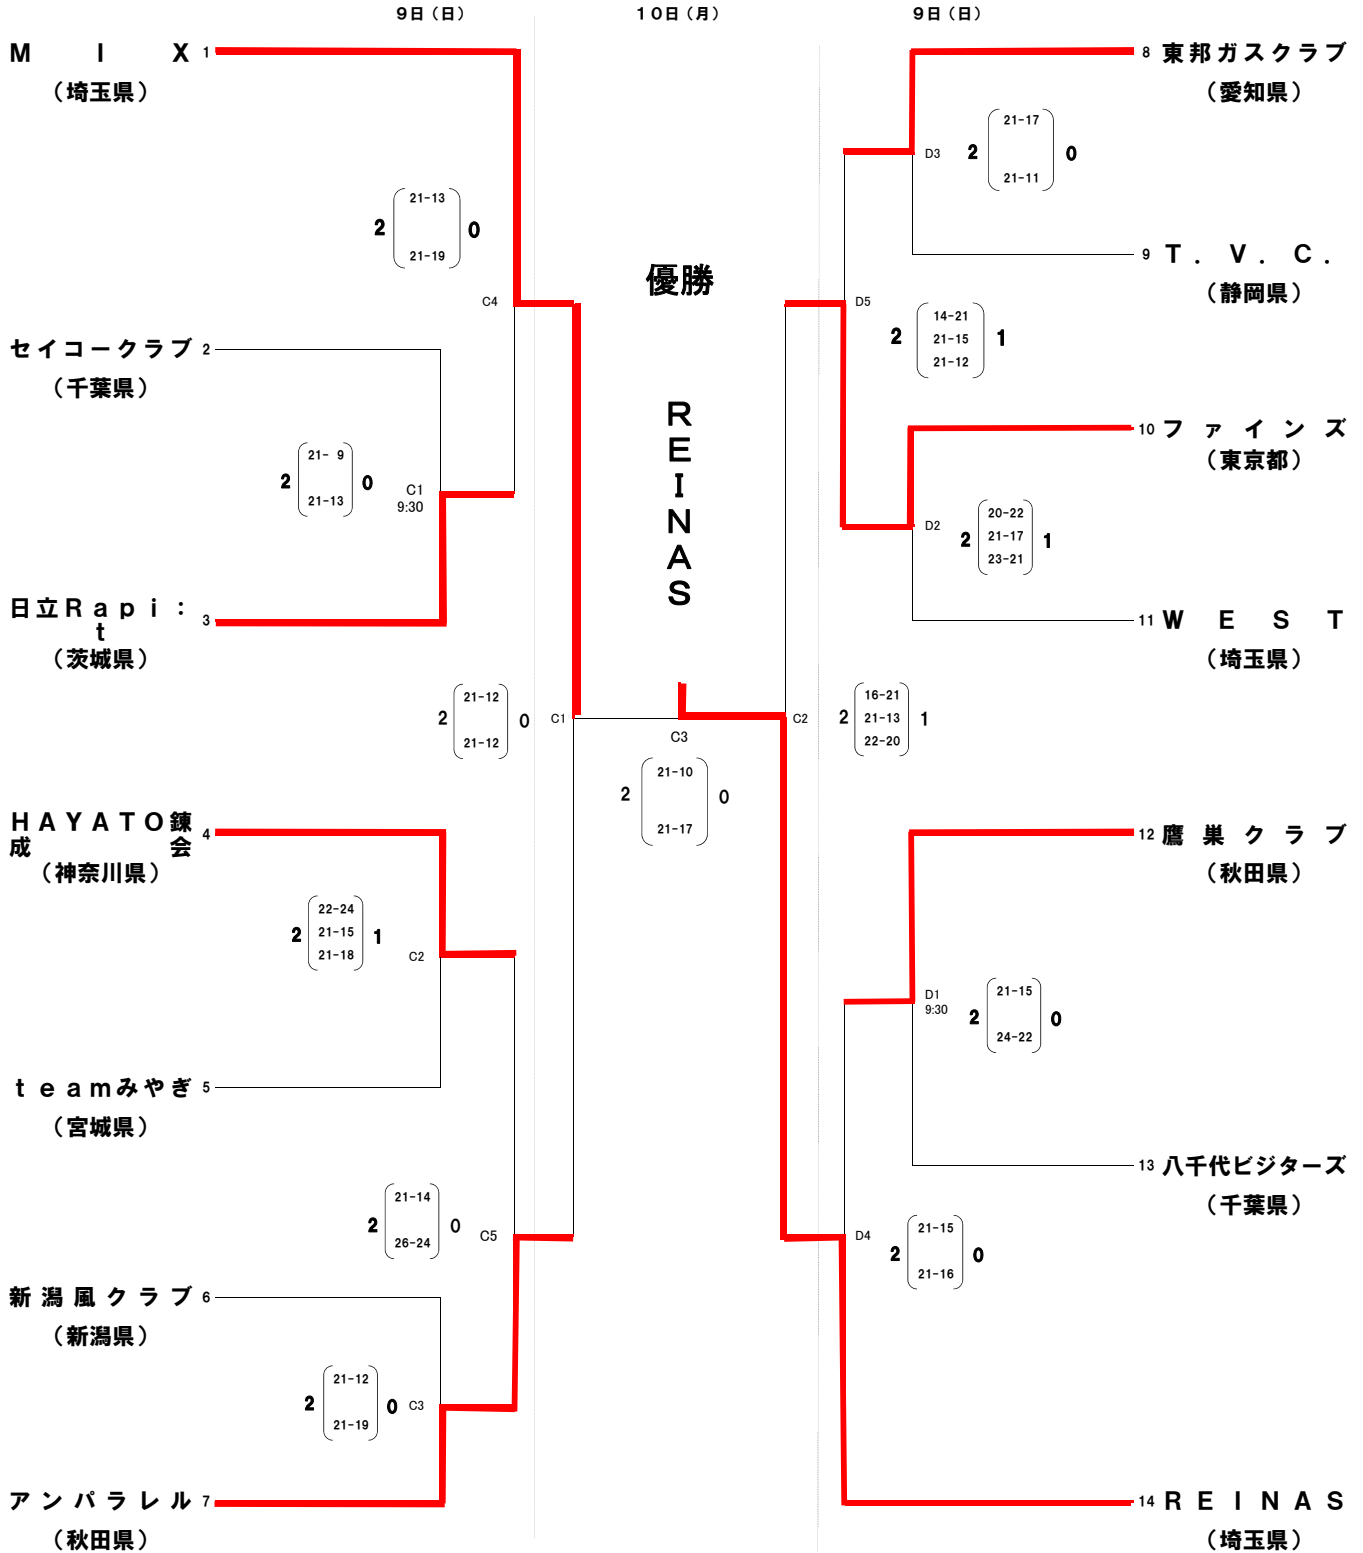 9日（日）
１０日（月）
9日（日）
Ｍ　Ｉ　Ｘ 1
（埼玉県）
8 東邦ガスクラブ
（愛知県）
21-17
D3 2 0
21-11
21-13
2 0
21-19
9 Ｔ．Ｖ．Ｃ．
（静岡県）
優勝
C4
D5
14-21
2 21-15 1
21-12
セイコークラブ 2
（千葉県）
ＲＥＩＮＡＳ
10 ファインズ
（東京都）
21- 9
2 0
21-13
C1
9:30
20-22
D2 2 21-17 1
23-21
日立Ｒａｐｉ：
ｔ
3
（茨城県）
11 ＷＥＳＴ
（埼玉県）
21-12
2 0 C1
21-12
C3
C2
16-21
2 21-13 1
22-20
21-10
2 0
21-17
ＨＡＹＡＴＯ錬
成会
4
（神奈川県）
12 鷹巣クラブ
（秋田県）
22-24
2 21-15 1
21-18
C2
D1
9:30
21-15
2 0
24-22
ｔｅａｍみやぎ 5
（宮城県）
13 八千代ビジターズ
（千葉県）
21-14
2 0
26-24
C5
D4
21-15
2 0
21-16
新潟風クラブ 6
（新潟県）
21-12
2 0 C3
21-19
アンパラレル 7
（秋田県）
14 ＲＥＩＮＡＳ
（埼玉県）